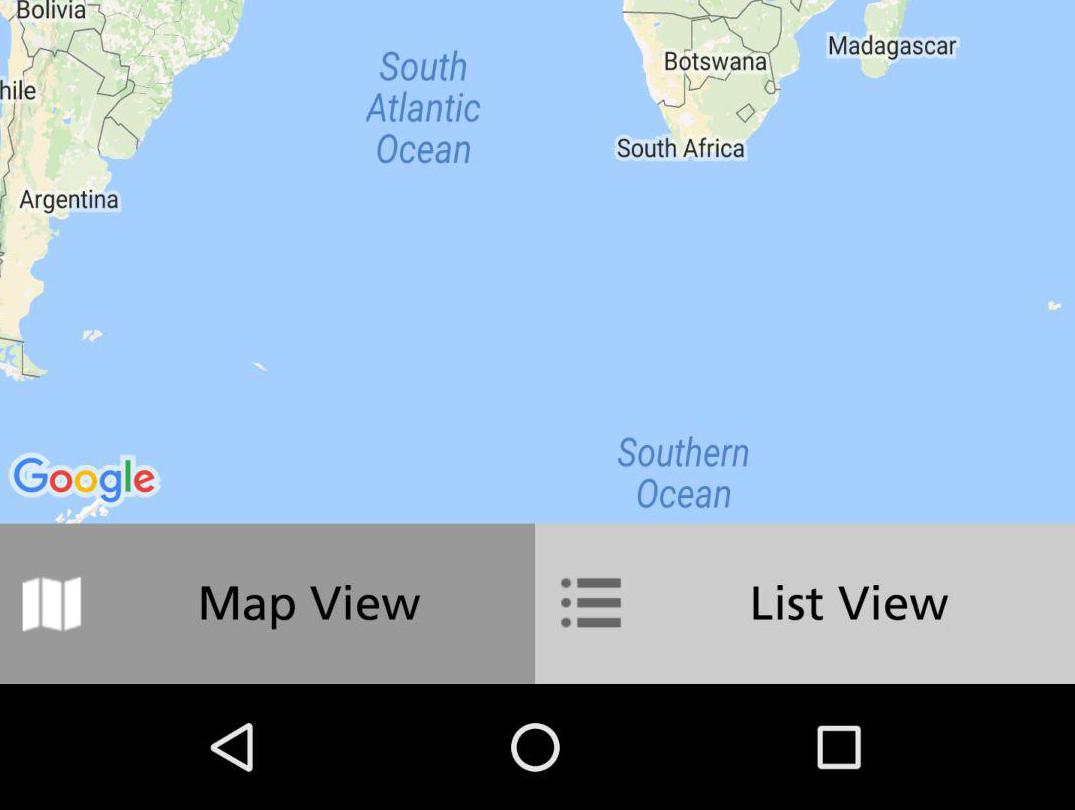 Bolivia
South
Atlantic
Ocean
Botswana
Madagascar
hile
South Africa
Argentina
Southern
Ocean
Google
Map View
List View